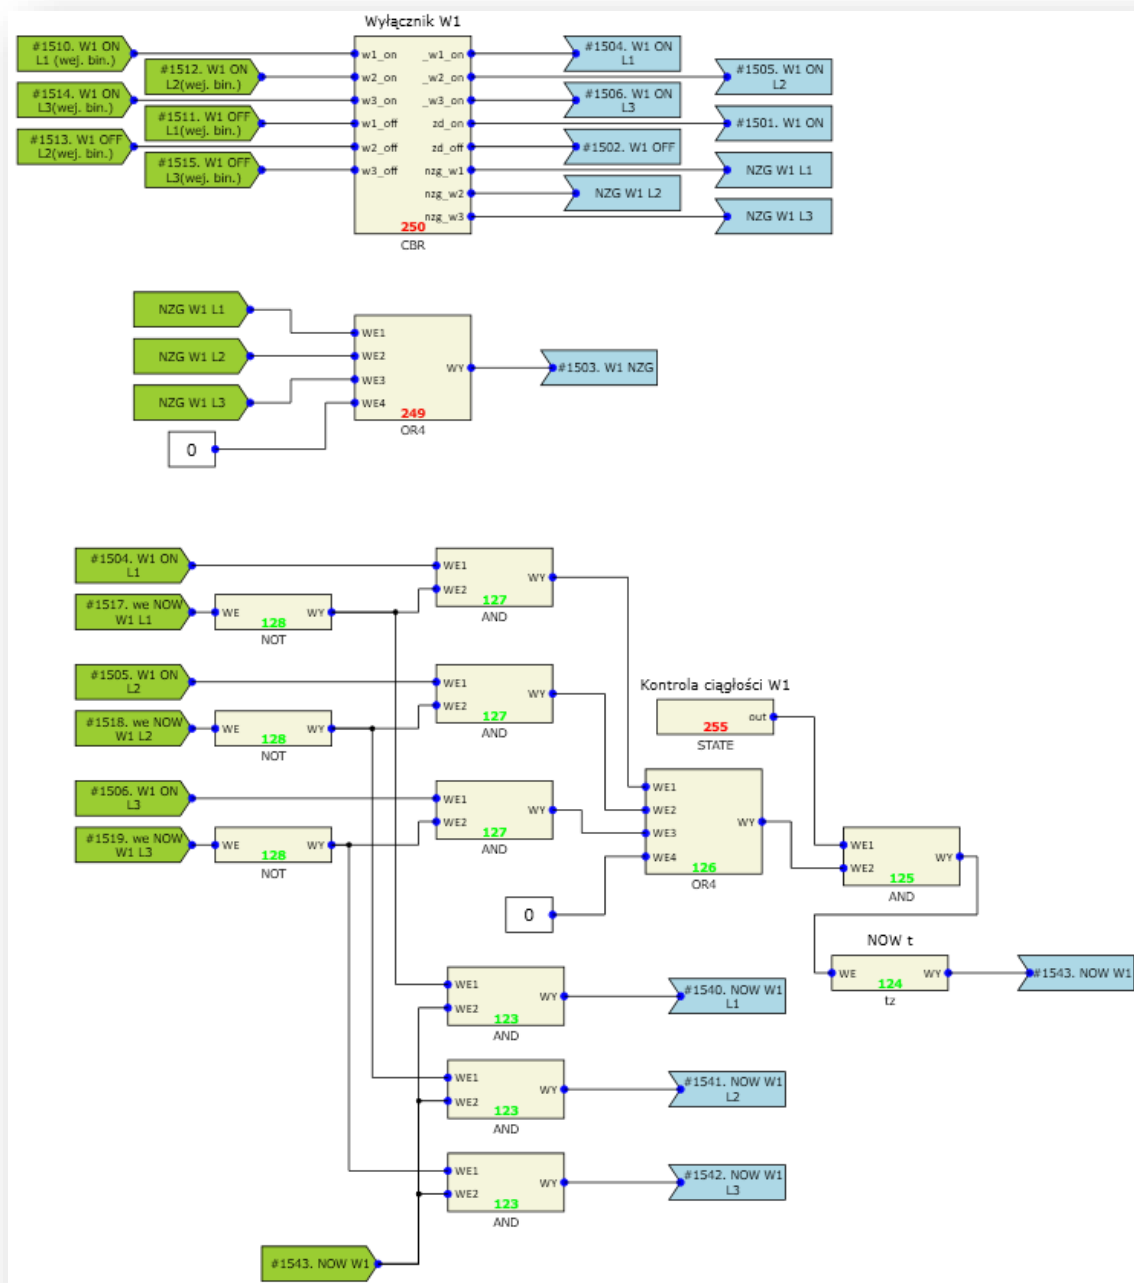 Wyłącznik W1
#1510. W1 ON
L1 (wej. bin.)
#1512. W1 ON
L2(wej. bin.)
#1514. W1 ON
L3(wej. bin.)
#1511. W1 OFF
L1(wej. bin.)
#1513. W1 OFF
L2(wej. bin.)
#1515. W1 OFF
L3(wej. bin.)
w1_on
w2_on
w3_on
w1_off
w2_off
w3_off
_w1_on
_w2_on
_w3_on
zd_on
zd_off
nzg_w1
nzg_w2
nzg_w3
250
CBR
#1504. W1 ON
L1
#1505. W1 ON
L2
#1506. W1 ON
L3
#1501. W1 ON
#1502. W1 OFF
NZG W1 L1
NZG W1 L2
NZG W1 L3
NZG W1 L1
NZG W1 L2
NZG W1 L3
0
WE1
WE2
WE3
WE4
WY
249
OR4
#1503. W1 NZG
#1504. W1 ON
L1
#1517. we NOW
W1 L1
WE
WY
128
NOT
WE1
WE2
WY
127
AND
#1505. W1 ON
L2
#1518. we NOW
W1 L2
WE
WY
128
NOT
WE1
WE2
WY
127
AND
#1506. W1 ON
L3
#1519. we NOW
W1 L3
WE
WY
128
NOT
WE1
WE2
WY
127
AND
Kontrola ciągłości W1
out
255
STATE
WE1
WE2
WE3
WE4
WY
126
OR4
0
WE1
WE2
WY
125
AND
NOW t
WE
WY
124
tz
#1543. NOW W1
WE1
WE2
WY
123
AND
#1540. NOW W1
L1
WE1
WE2
WY
123
AND
#1541. NOW W1
L2
WE1
WE2
WY
123
AND
#1542. NOW W1
L3
#1543. NOW W1